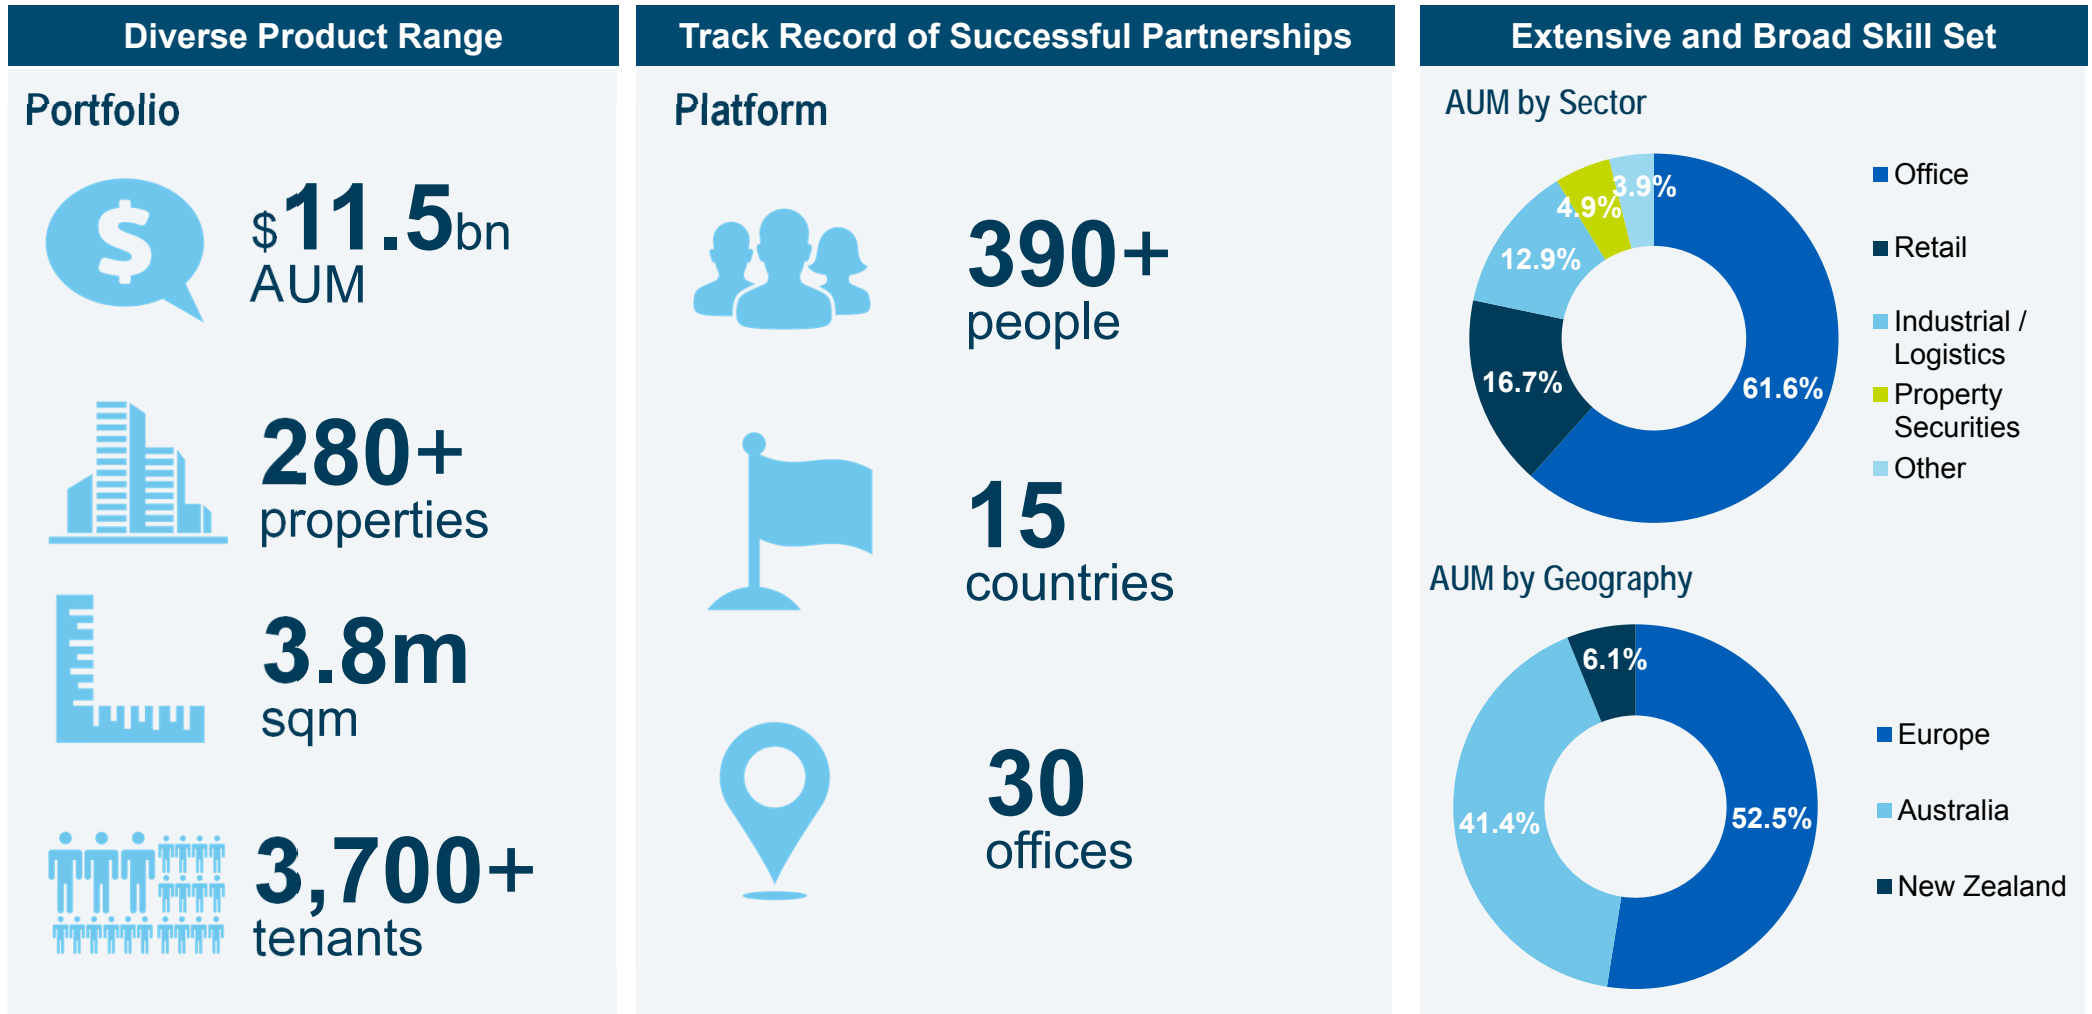 Diverse Product Range
Portfolio
$11.5bn
AUM
280+
properties
3.8m
sqm
3,700+
tenants
Track Record of Successful Partnerships
Platform
390+
people
15
countries
30
offices
Extensive and Broad Skill Set
AUM by Sector
3.9%
4.9%
12.9%
16.7%
61.6%
Office
Retail
Industrial /
Logistics
Property
Securities
Other
AUM by Geography
6.1%
41.4%
52.5%
Europe
Australia
New Zealand